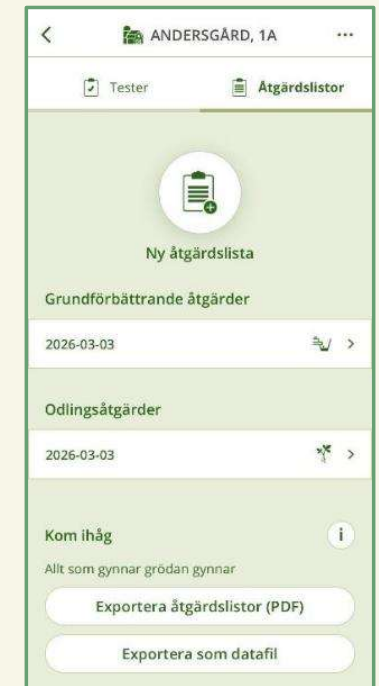 ANDERSGÅRD, 1A
Tester
Åtgärdslistor
Ny åtgärdslista
Grundförbättrande åtgärder
2026-03-03
Odlingsåtgärder
2026-03-03
Kom ihåg
i
Allt som gynnar grödan gynnar
Exportera åtgärdslistor (PDF)
Exportera som datafil